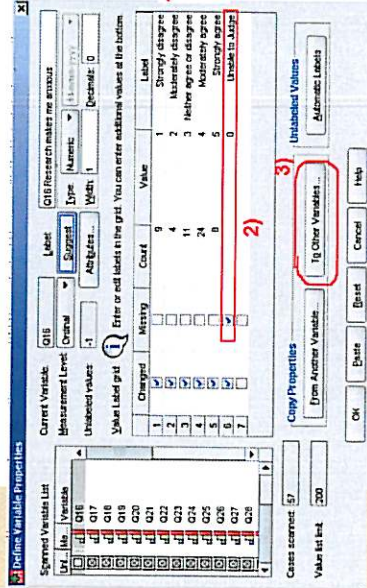 Define Variable Properties
Scanned Variable List
Unl... Me... Variable
Q16
Q17
Q18
Q19
Q20
Q21
Q22
Q23
Q24
Q25
Q26
Q27
Q28
Cases scanned: 57
Value list limit: 200
Current Variable: Q16 Label: Q16 Research makes me anxious
Measurement Level: Ordinal Suggest Type: Numeric
Unlabeled values: -1 Attributes... Width: 1 Decimals: 0
Value Label grid: Enter or edit labels in the grid. You can enter additional values at the bottom.
Changed Missing Count Value Label
1 9 1 Strongly disagree
2 4 2 Moderately disagree
3 11 3 Neither agree or disagree
4 24 4 Moderately agree
5 8 5 Strongly agree
6 0 Unable to Judge
7
2)
3)
Copy Properties
From Another Variable... To Other Variables...
Unlabeled Values
Automatic Labels
OK Paste Reset Cancel Help